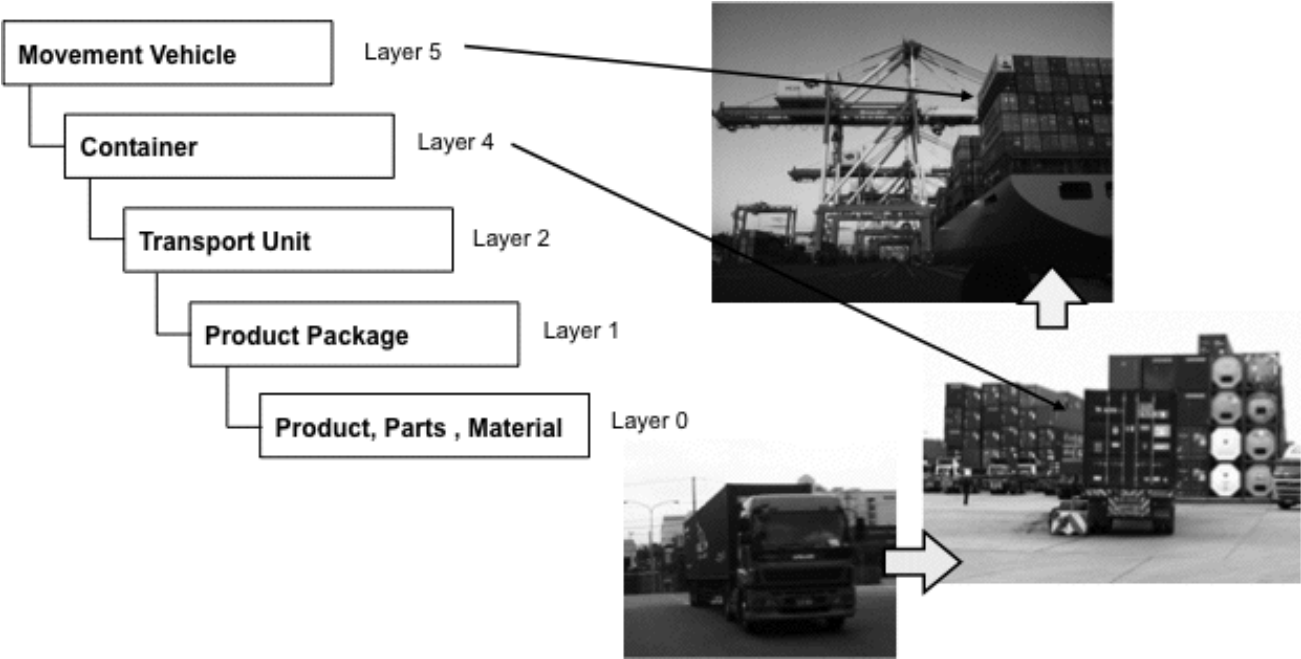 Movement Vehicle
Layer 5
Container
Layer 4
Transport Unit
Layer 2
Product Package
Layer 1
Product, Parts , Material
Layer 0